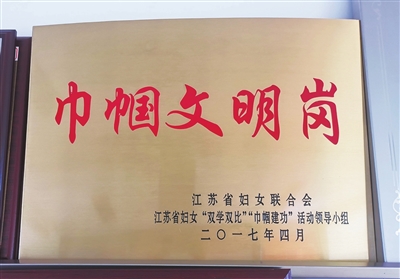 巾帼文明岗
江苏省妇女联合会
江苏省妇女“双学双比”“巾帼建功”活动领导小组
二〇一七年四月